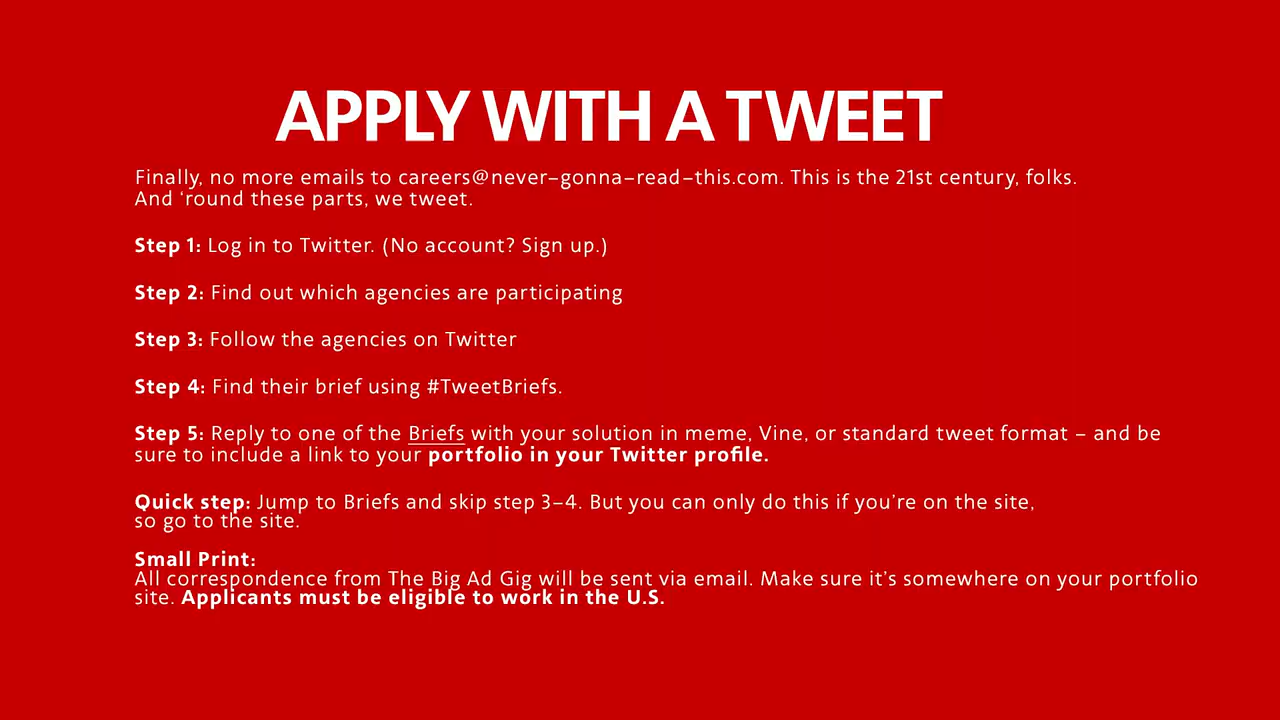 APPLY WITH A TWEET
Finally, no more emails to careers@never–gonna–read–this.com. This is the 21st century, folks.
And ‘round these parts, we tweet.
Step 1: Log in to Twitter. (No account? Sign up.)
Step 2: Find out which agencies are participating
Step 3: Follow the agencies on Twitter
Step 4: Find their brief using #TweetBriefs.
Step 5: Reply to one of the Briefs with your solution in meme, Vine, or standard tweet format – and be
sure to include a link to your portfolio in your Twitter profile.
Quick step: Jump to Briefs and skip step 3–4. But you can only do this if you’re on the site,
so go to the site.
Small Print:
All correspondence from The Big Ad Gig will be sent via email. Make sure it’s somewhere on your portfolio
site. Applicants must be eligible to work in the U.S.